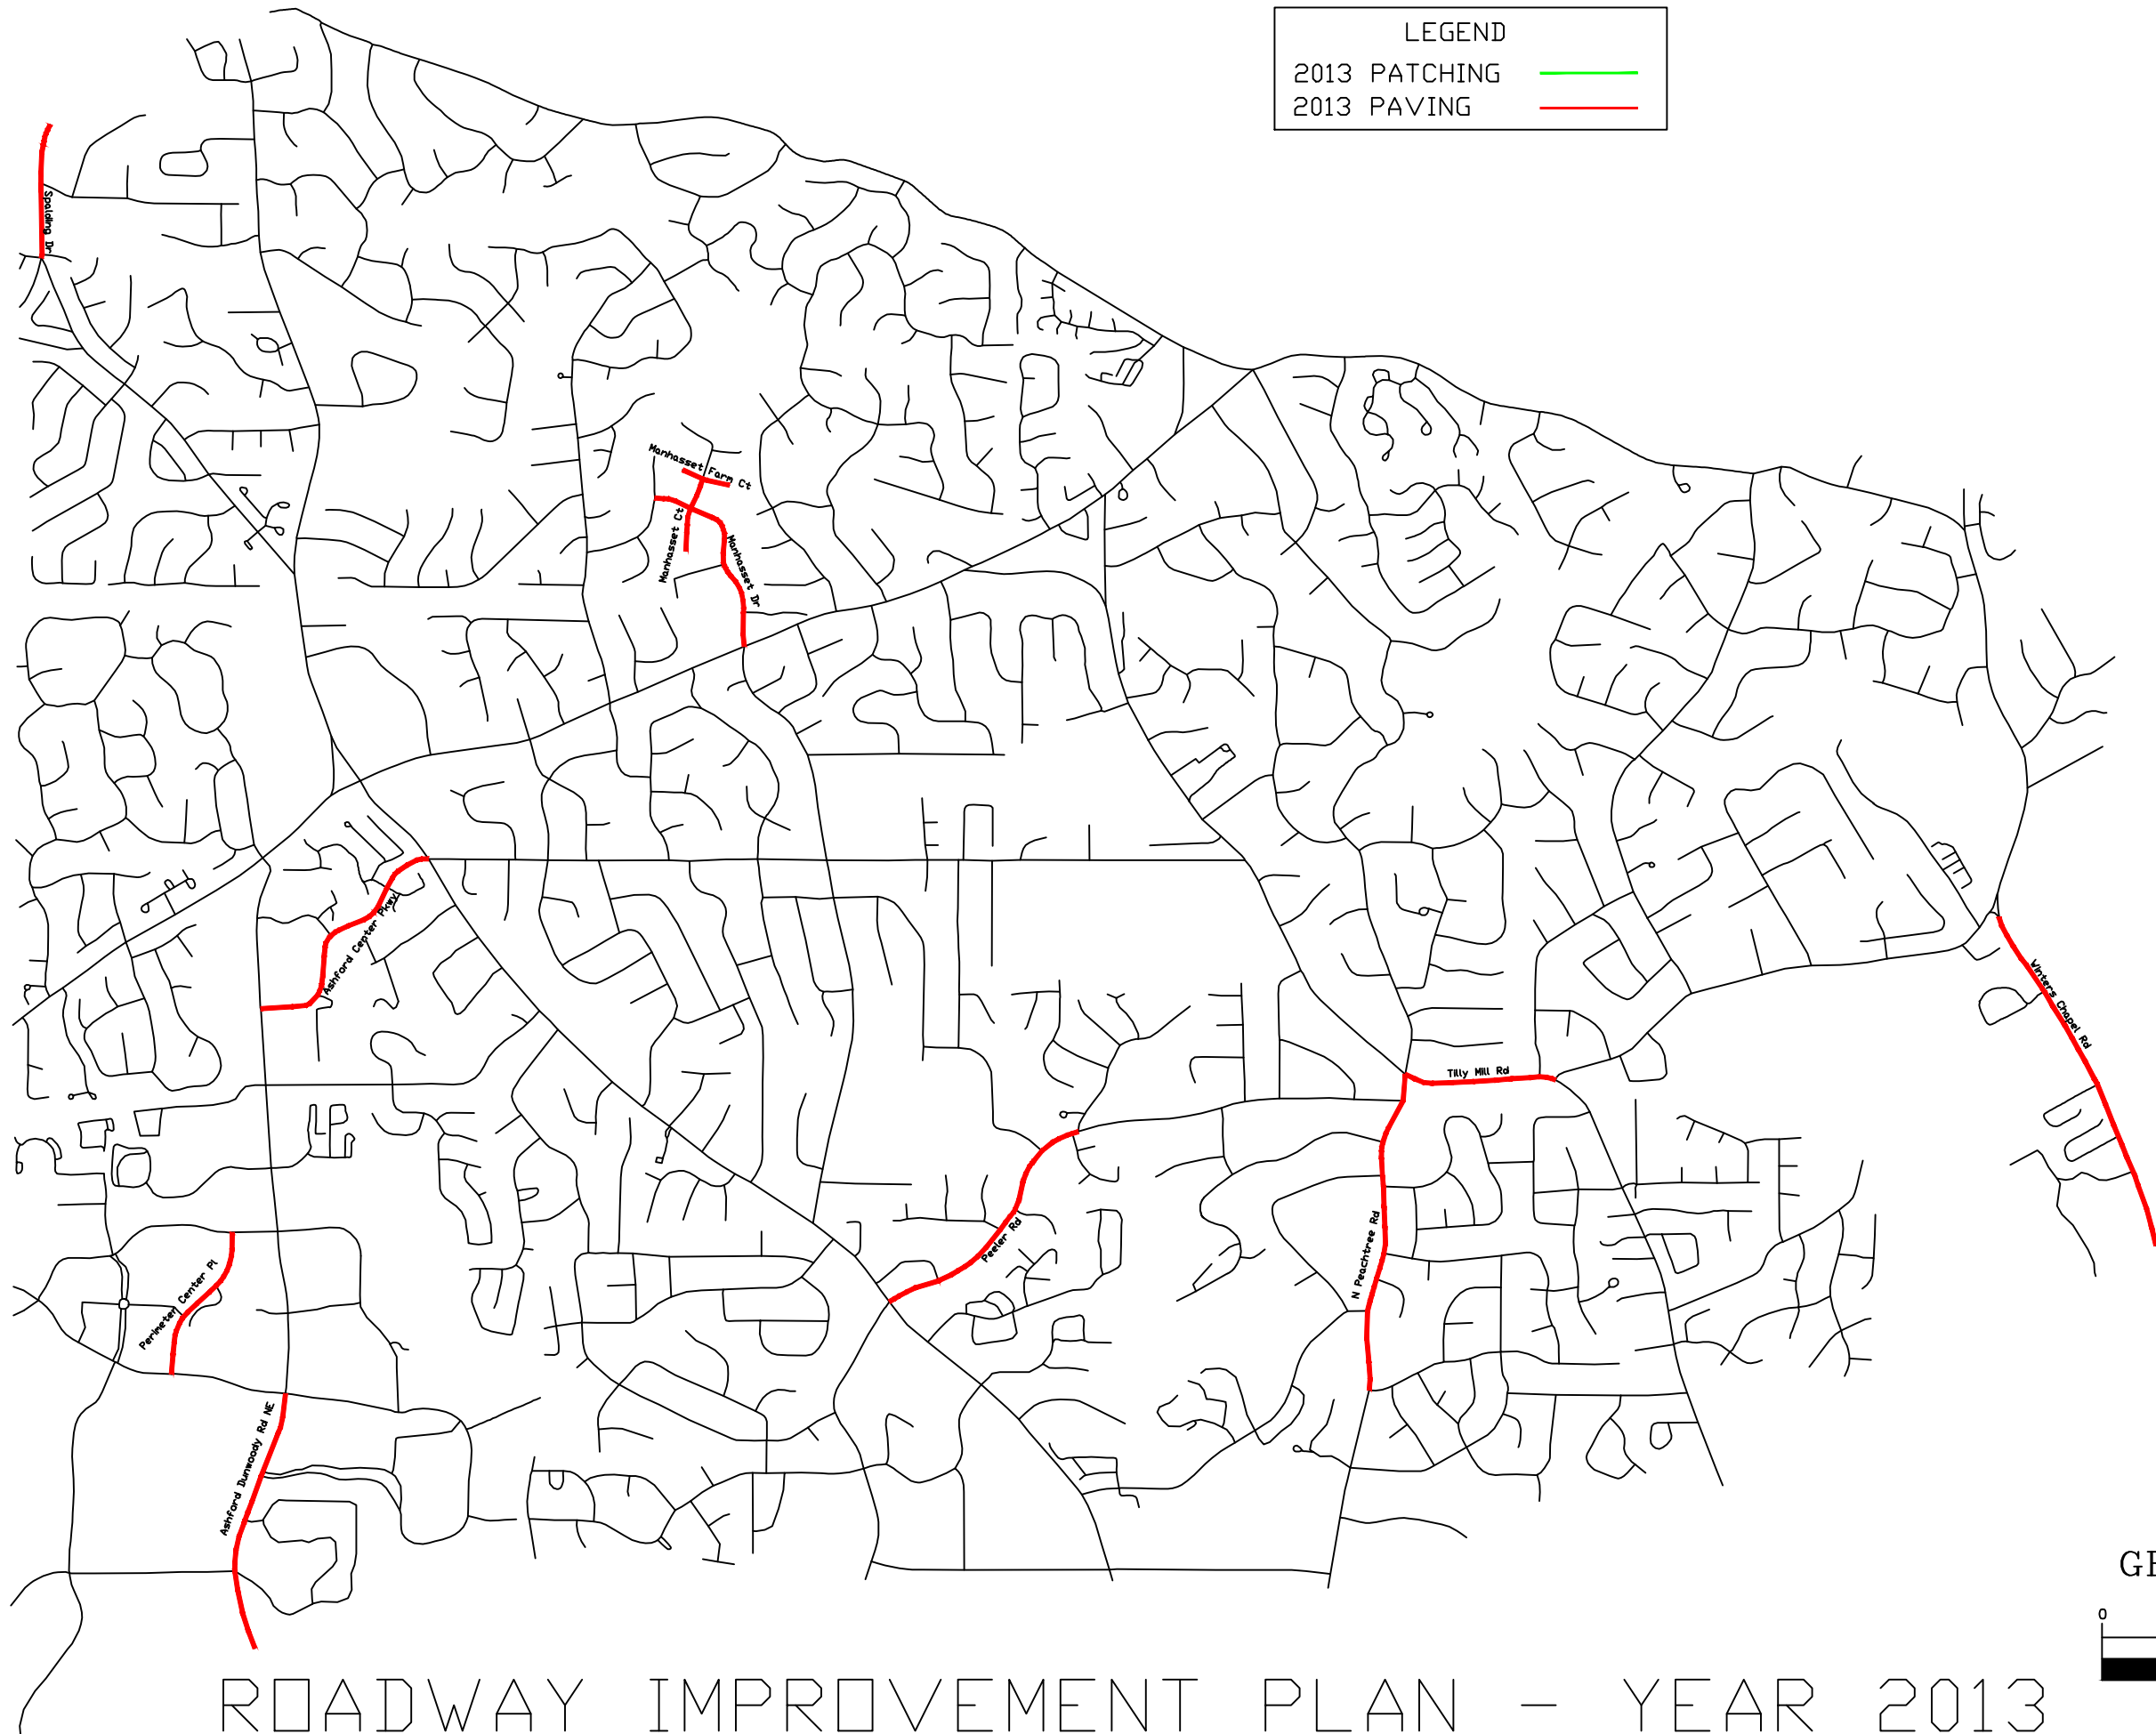 LEGEND
2013 PATCHING
2013 PAVING
Spalding Dr
Manhasset Farm Ct
Manhasset Ct
Manhasset Dr
Ashford Center Pkwy
Winters Chapel Rd
Tilly Mill Rd
Peeler Rd
N Peachtree Rd
Perimeter Center Pl
Ashford Dunwoody Rd NE
0
ROADWAY IMPROVEMENT PLAN - YEAR 2013